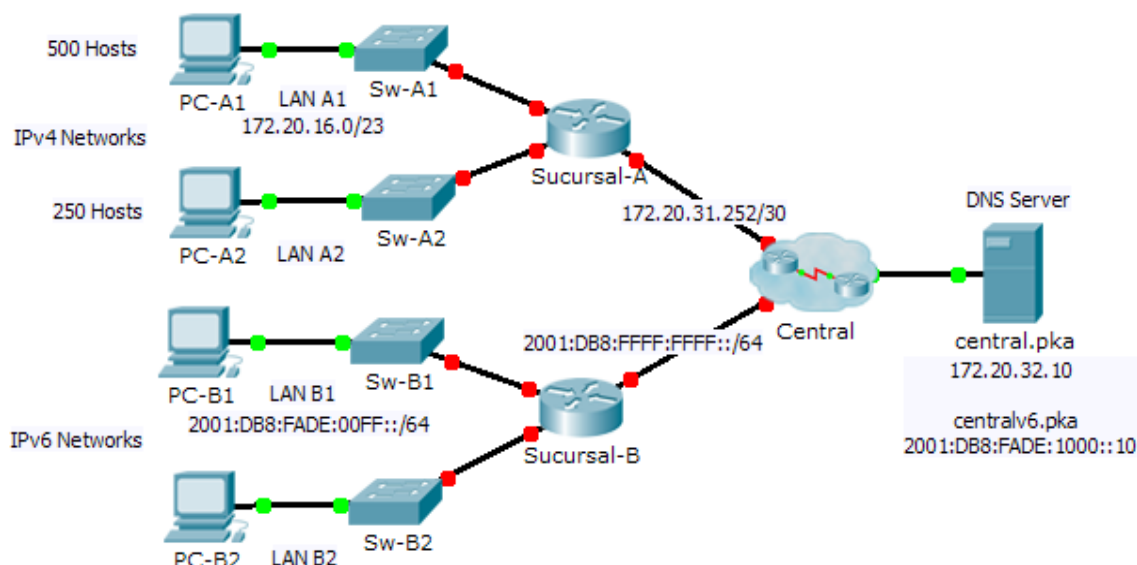 500 Hosts
PC-A1
LAN A1
172.20.16.0/23
Sw-A1
IPv4 Networks
Sucursal-A
250 Hosts
PC-A2
LAN A2
Sw-A2
172.20.31.252/30
DNS Server
Central
central.pka
172.20.32.10
centralv6.pka
2001:DB8:FADE:1000::10
2001:DB8:FFFF:FFFF::/64
PC-B1
LAN B1
2001:DB8:FADE:00FF::/64
Sw-B1
IPv6 Networks
Sucursal-B
PC-B2
LAN B2
Sw-B2